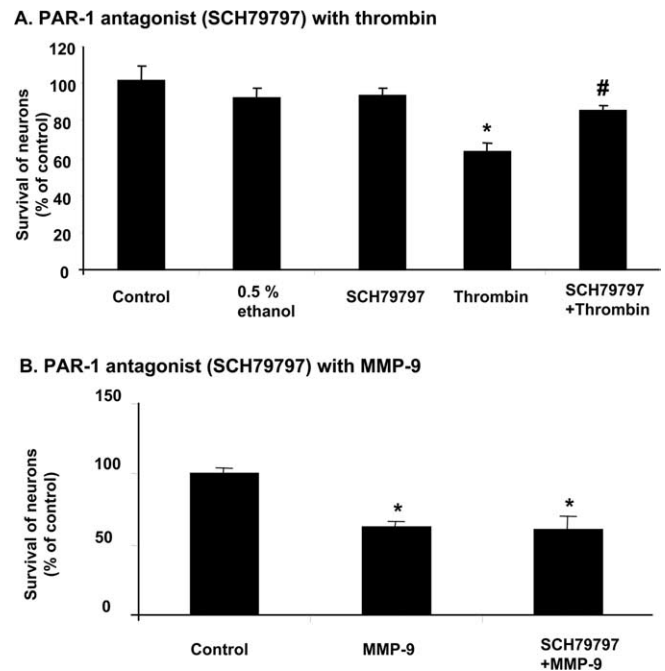 A. PAR-1 antagonist (SCH79797) with thrombin
Survival of neurons
(% of control)
120
100
80
60
40
20
0
*
#
Control
0.5 %
ethanol
SCH79797
Thrombin
SCH79797
+Thrombin
B. PAR-1 antagonist (SCH79797) with MMP-9
Survival of neurons
(% of control)
150
100
50
0
*
*
Control
MMP-9
SCH79797
+MMP-9